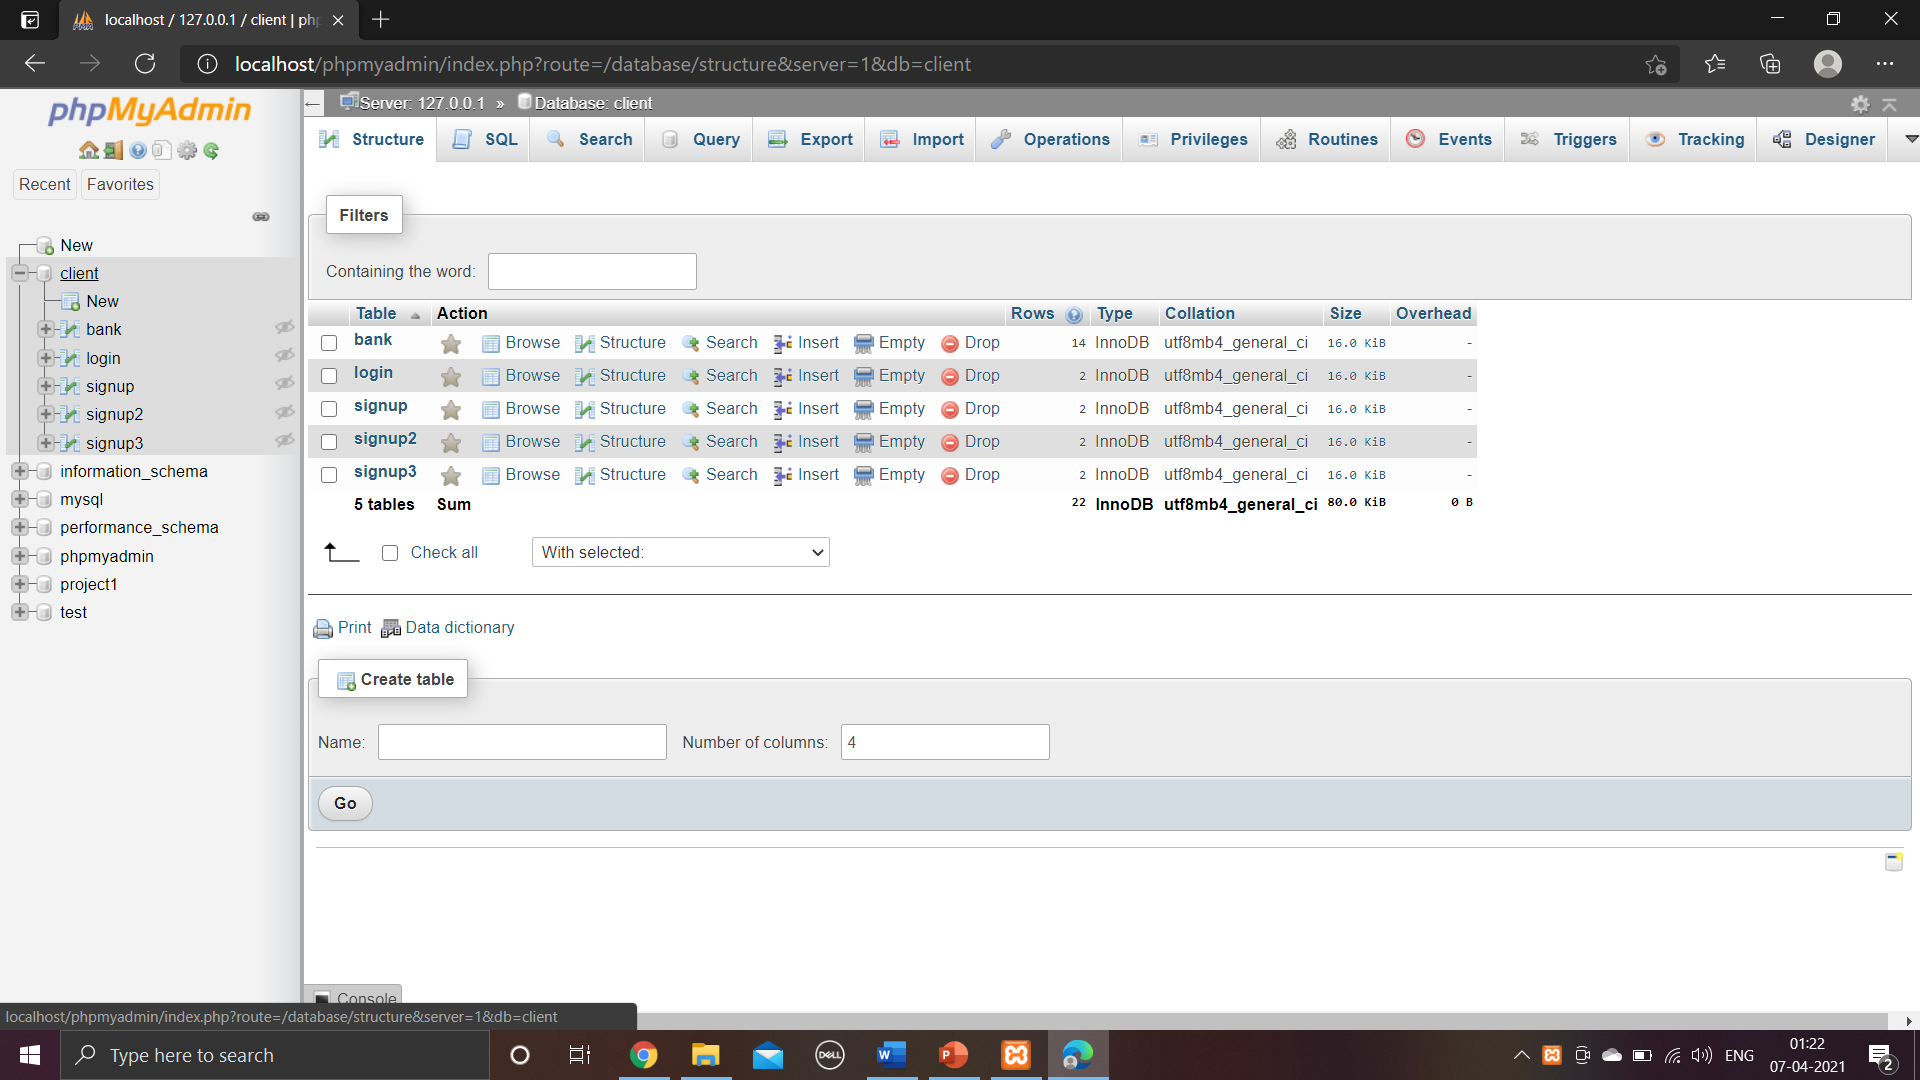 localhost / 127.0.0.1 / client | php
localhost/phpmyadmin/index.php?route=/database/structure&server=1&db=client
phpMyAdmin
Server: 127.0.0.1 » Database: client
Structure SQL Search Query Export Import Operations Privileges Routines Events Triggers Tracking Designer
Recent Favorites
New
client
New
bank
login
signup
signup2
signup3
information_schema
mysql
performance_schema
phpmyadmin
project1
test
Filters
Containing the word:
Table Action Rows Type Collation Size Overhead
bank Browse Structure Search Insert Empty Drop 14 InnoDB utf8mb4_general_ci 16.0 KiB -
login Browse Structure Search Insert Empty Drop 2 InnoDB utf8mb4_general_ci 16.0 KiB -
signup Browse Structure Search Insert Empty Drop 2 InnoDB utf8mb4_general_ci 16.0 KiB -
signup2 Browse Structure Search Insert Empty Drop 2 InnoDB utf8mb4_general_ci 16.0 KiB -
signup3 Browse Structure Search Insert Empty Drop 2 InnoDB utf8mb4_general_ci 16.0 KiB -
5 tables Sum 22 InnoDB utf8mb4_general_ci 80.0 KiB 0 B
Check all With selected:
Print Data dictionary
Create table
Name: Number of columns: 4
Go
Console
localhost/phpmyadmin/index.php?route=/database/structure&server=1&db=client
Type here to search
DELL
W
P
ENG
01:22
07-04-2021
2